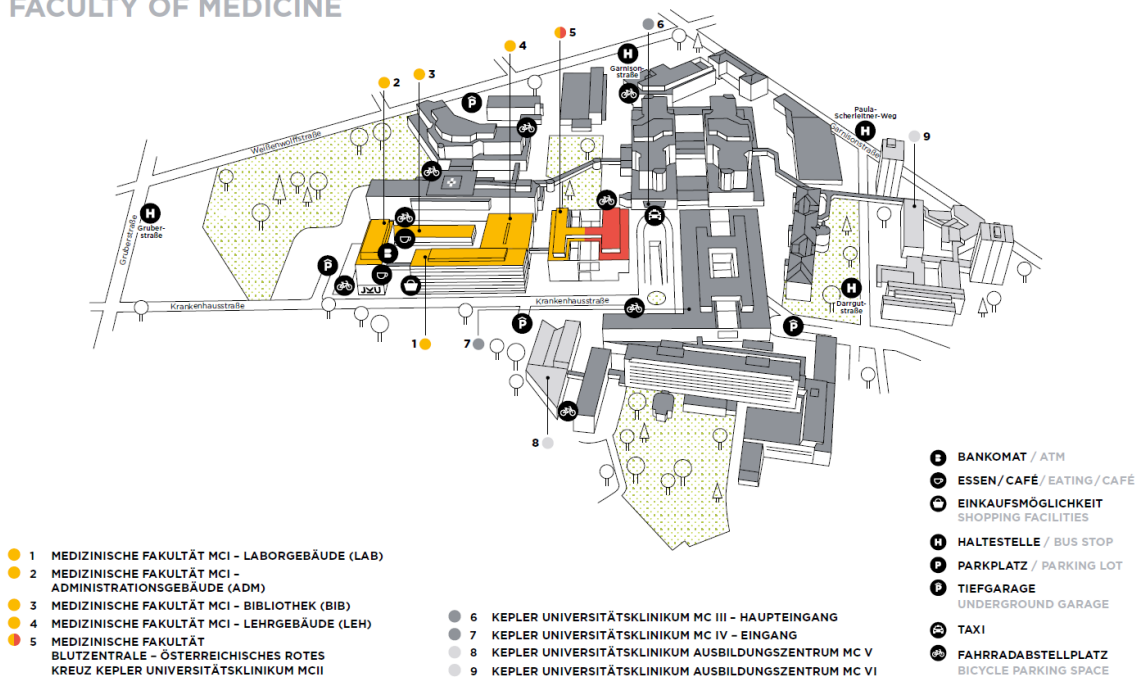 FACULTY OF MEDICINE
6
5
4
3
2
H
Garnison-
straße
Paula-
Scherleitner-Weg
H
9
Garnisonstraße
Weißenwolffstraße
H
Gruber-
straße
Gruberstraße
B
JKU
Krankenhausstraße
Krankenhausstraße
H
Darrgut-
straße
P
P
P
P
1
7
8
B BANKOMAT / ATM
ESSEN/CAFÉ/EATING/CAFÉ
EINKAUFSMÖGLICHKEIT
SHOPPING FACILITIES
H HALTESTELLE / BUS STOP
P PARKPLATZ / PARKING LOT
P TIEFGARAGE
UNDERGROUND GARAGE
TAXI
FAHRRADABSTELLPLATZ
BICYCLE PARKING SPACE
1 MEDIZINISCHE FAKULTÄT MCI – LABORGEBÄUDE (LAB)
2 MEDIZINISCHE FAKULTÄT MCI –
ADMINISTRATIONSGEBÄUDE (ADM)
3 MEDIZINISCHE FAKULTÄT MCI – BIBLIOTHEK (BIB)
4 MEDIZINISCHE FAKULTÄT MCI – LEHRGEBÄUDE (LEH)
5 MEDIZINISCHE FAKULTÄT
BLUTZENTRALE – ÖSTERREICHISCHES ROTES
KREUZ KEPLER UNIVERSITÄTSKLINIKUM MCII
6 KEPLER UNIVERSITÄTSKLINIKUM MC III – HAUPTEINGANG
7 KEPLER UNIVERSITÄTSKLINIKUM MC IV – EINGANG
8 KEPLER UNIVERSITÄTSKLINIKUM AUSBILDUNGSZENTRUM MC V
9 KEPLER UNIVERSITÄTSKLINIKUM AUSBILDUNGSZENTRUM MC VI